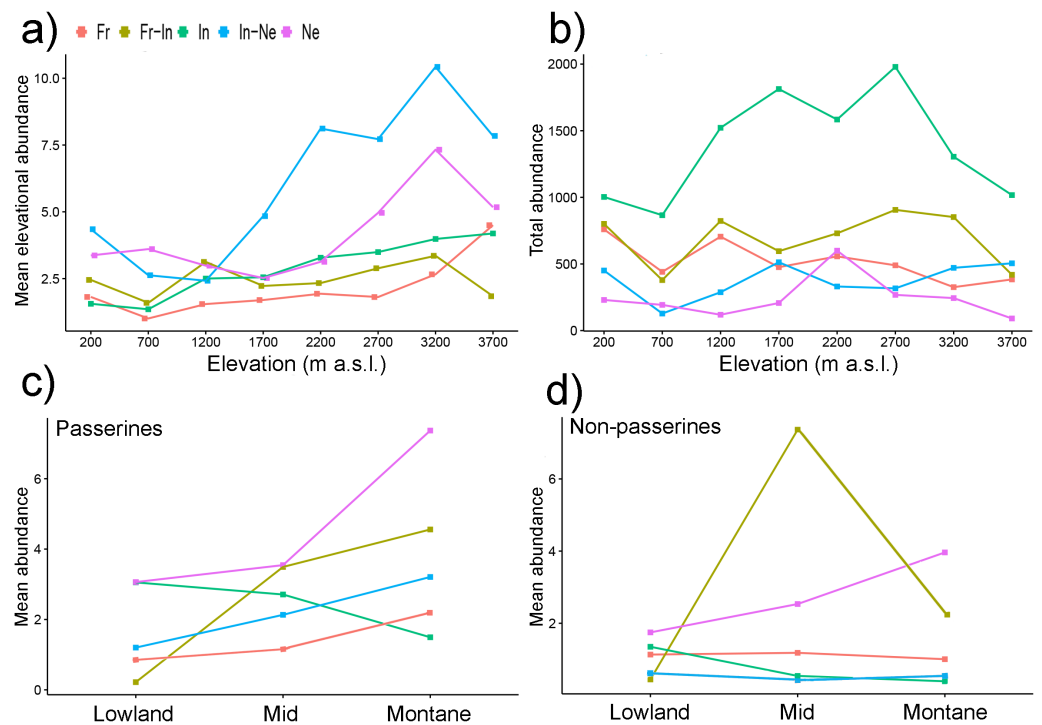 a)
Fr Fr-In In In-Ne Ne
Mean elevational abundance
10.0
7.5
5.0
2.5
200 700 1200 1700 2200 2700 3200 3700
Elevation (m a.s.l.)
b)
Total abundance
2000
1500
1000
500
0
200 700 1200 1700 2200 2700 3200 3700
Elevation (m a.s.l.)
c)
Passerines
Mean abundance
6
4
2
0
Lowland Mid Montane
d)
Non-passerines
Mean abundance
6
4
2
Lowland Mid Montane